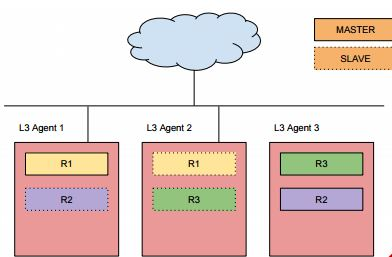 MASTER
SLAVE
L3 Agent 1
L3 Agent 2
L3 Agent 3
R1
R1
R3
R2
R3
R2